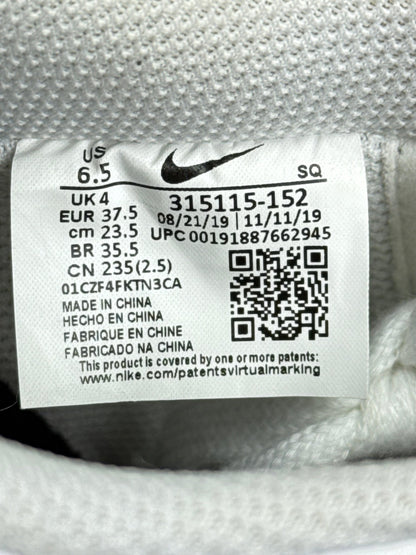 US
6.5
SQ
UK 4
315115-152
EUR 37.5
08/21/19 | 11/11/19
cm 23.5
UPC 00191887662945
BR 35.5
CN 235(2.5)
01CZF4FKTN3CA
MADE IN CHINA
HECHO EN CHINA
FABRIQUE EN CHINE
FABRICADO NA CHINA
This product is covered by one or more patents:
www.nike.com/patentsvirtualmarking